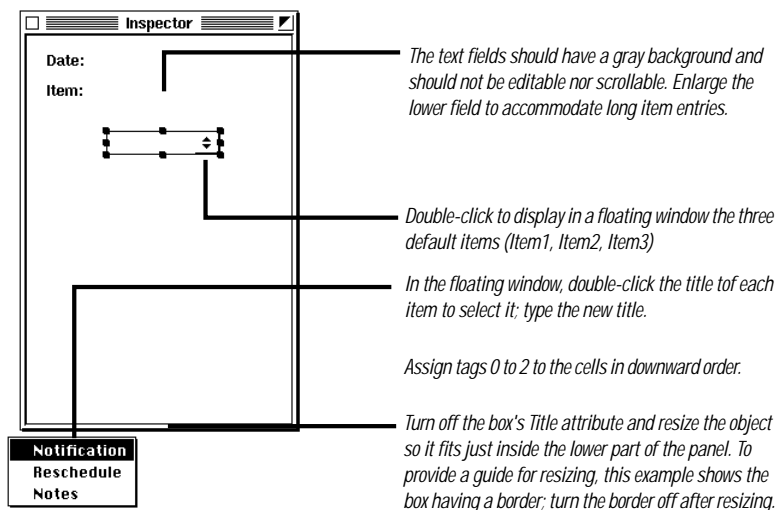 Inspector
Date:
Item:
The text fields should have a gray background and
should not be editable nor scrollable. Enlarge the
lower field to accommodate long item entries.
Double-click to display in a floating window the three
default items (Item1, Item2, Item3)
In the floating window, double-click the title tof each
item to select it; type the new title.
Assign tags 0 to 2 to the cells in downward order.
Turn off the box's Title attribute and resize the object
so it fits just inside the lower part of the panel. To
provide a guide for resizing, this example shows the
box having a border; turn the border off after resizing.
Notification
Reschedule
Notes